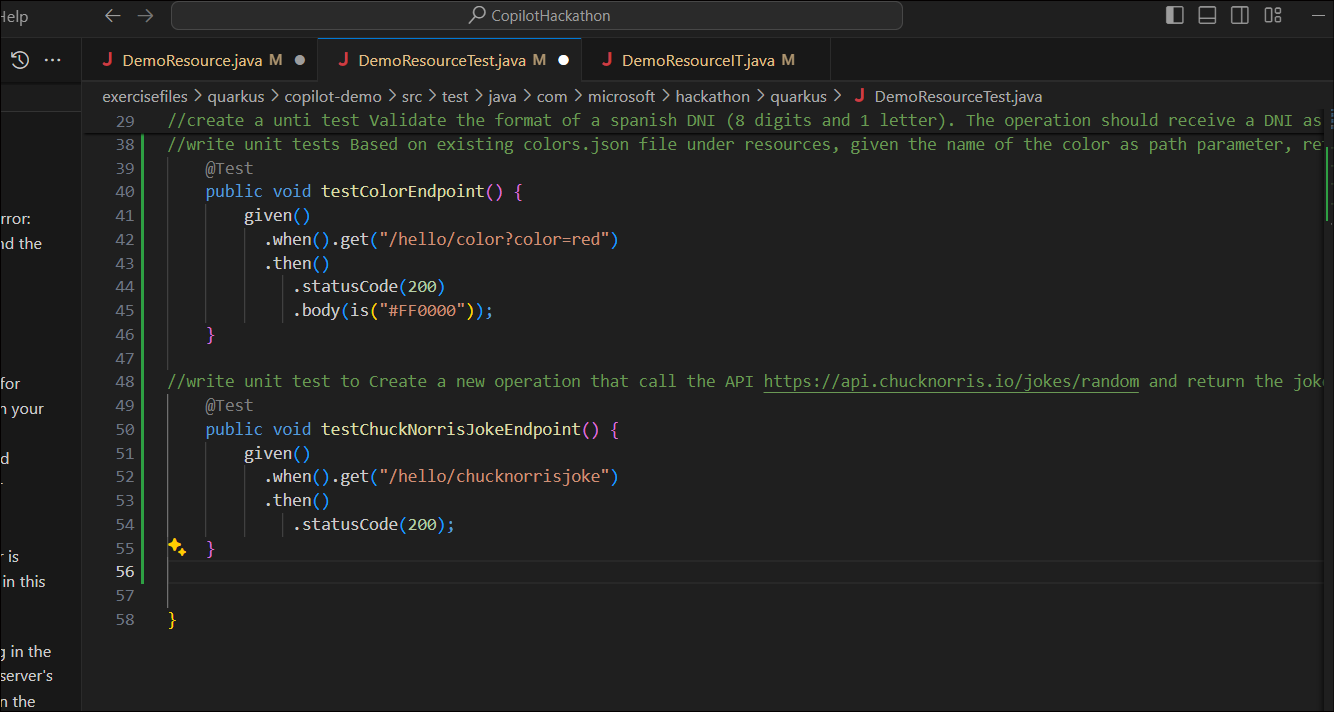 Help
CopilotHackathon
DemoResource.java M
DemoResourceTest.java M
DemoResourceIT.java M
exercisefiles > quarkus > copilot-demo > src > test > java > com > microsoft > hackathon > quarkus > J DemoResourceTest.java
29 //create a unti test Validate the format of a spanish DNI (8 digits and 1 letter). The operation should receive a DNI as
38 //write unit tests Based on existing colors.json file under resources, given the name of the color as path parameter, re
39 @Test
40 public void testColorEndpoint() {
41 given()
42 .when().get("/hello/color?color=red")
43 .then()
44 .statusCode(200)
45 .body(is("#FF0000"));
46 }
47
48 //write unit test to Create a new operation that call the API https://api.chucknorris.io/jokes/random and return the jok
49 @Test
50 public void testChuckNorrisJokeEndpoint() {
51 given()
52 .when().get("/hello/chucknorrisjoke")
53 .then()
54 .statusCode(200);
55 }
56
57
58 }
rror:
nd the
for
n your
d
r is
in this
g in the
server's
n the